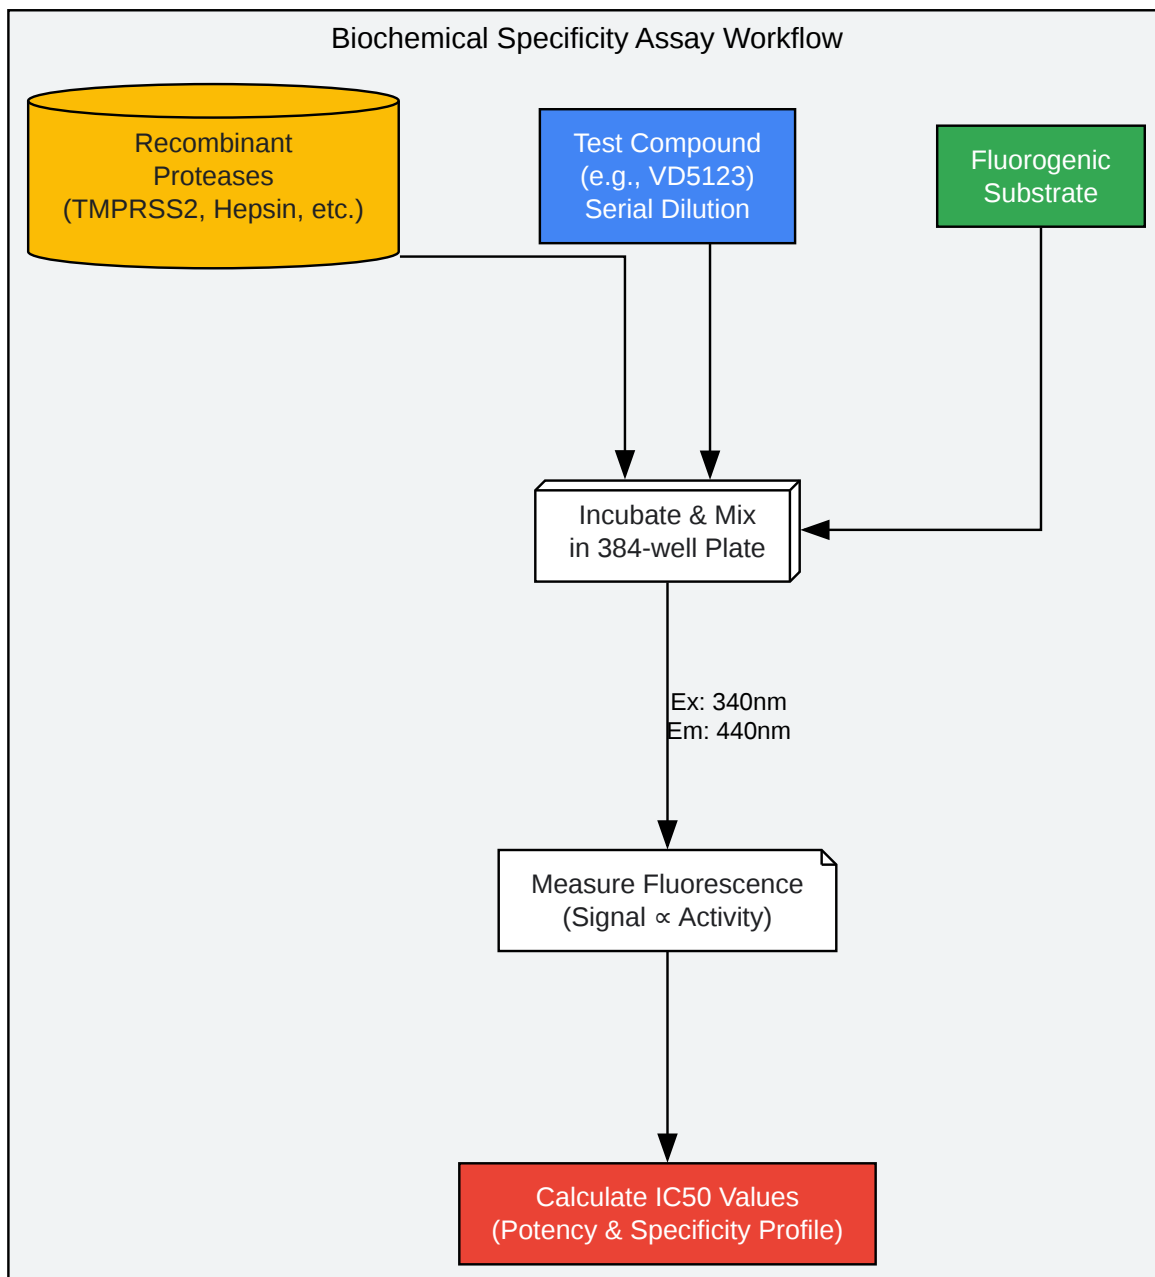 Biochemical Specificity Assay Workflow
Recombinant
Proteases
(TMPRSS2, Hepsin, etc.)
Test Compound
(e.g., VD5123)
Serial Dilution
Fluorogenic
Substrate
Incubate & Mix
in 384-well Plate
Ex: 340nm
Em: 440nm
Measure Fluorescence
(Signal ∝ Activity)
Calculate IC50 Values
(Potency & Specificity Profile)